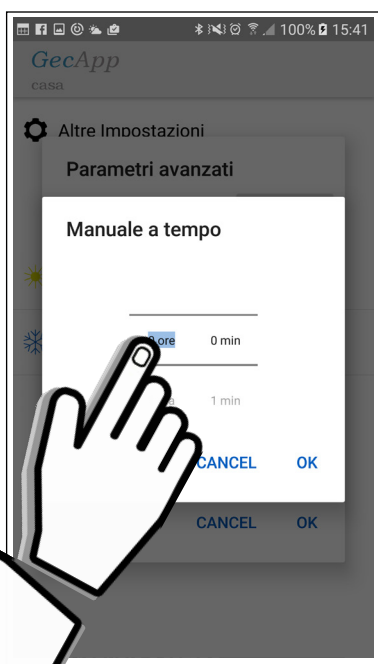 100% 15:41
GecApp
casa
Altre Impostazioni
Parametri avanzati
Manuale a tempo
ore 0 min
1 min
CANCEL OK
CANCEL OK